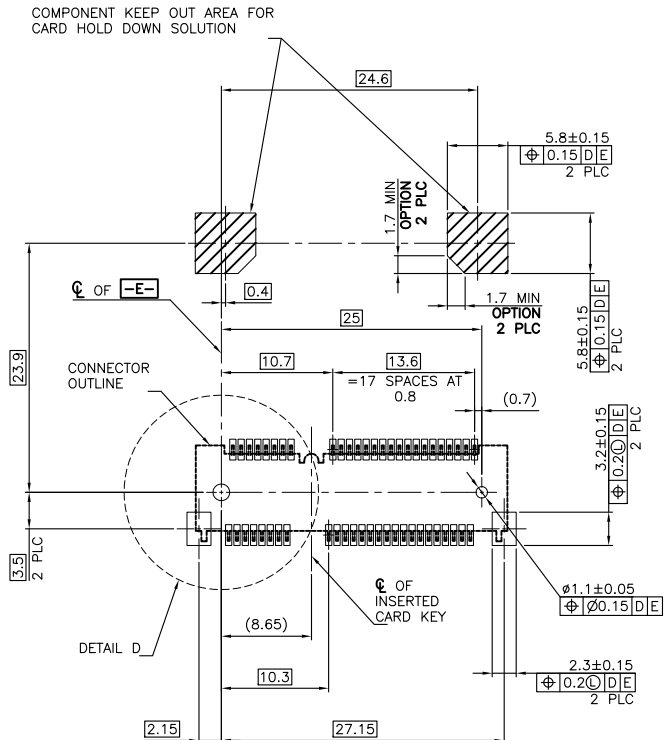 COMPONENT KEEP OUT AREA FOR
CARD HOLD DOWN SOLUTION
24.6
5.8±0.15
⌖ 0.15 D E
2 PLC
1.7 MIN
OPTION
2 PLC
℄ OF -E-
0.4
1.7 MIN
OPTION
2 PLC
5.8±0.15
⌖ 0.15 D E
2 PLC
25
23.9
CONNECTOR
OUTLINE
10.7
13.6
=17 SPACES AT
0.8
(0.7)
3.2±0.15
⌖ 0.2Ⓛ D E
2 PLC
3.5
2 PLC
℄ OF
INSERTED
CARD KEY
ø1.1±0.05
⌖ Ø0.15 D E
(8.65)
DETAIL D
10.3
2.3±0.15
⌖ 0.2Ⓛ D E
2 PLC
2.15
27.15